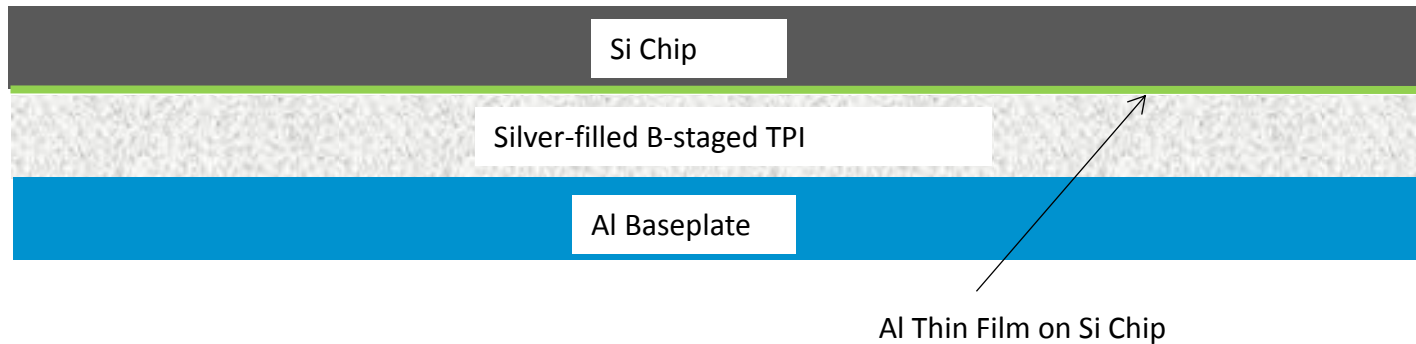 Si Chip
Silver-filled B-staged TPI
Al Baseplate
Al Thin Film on Si Chip